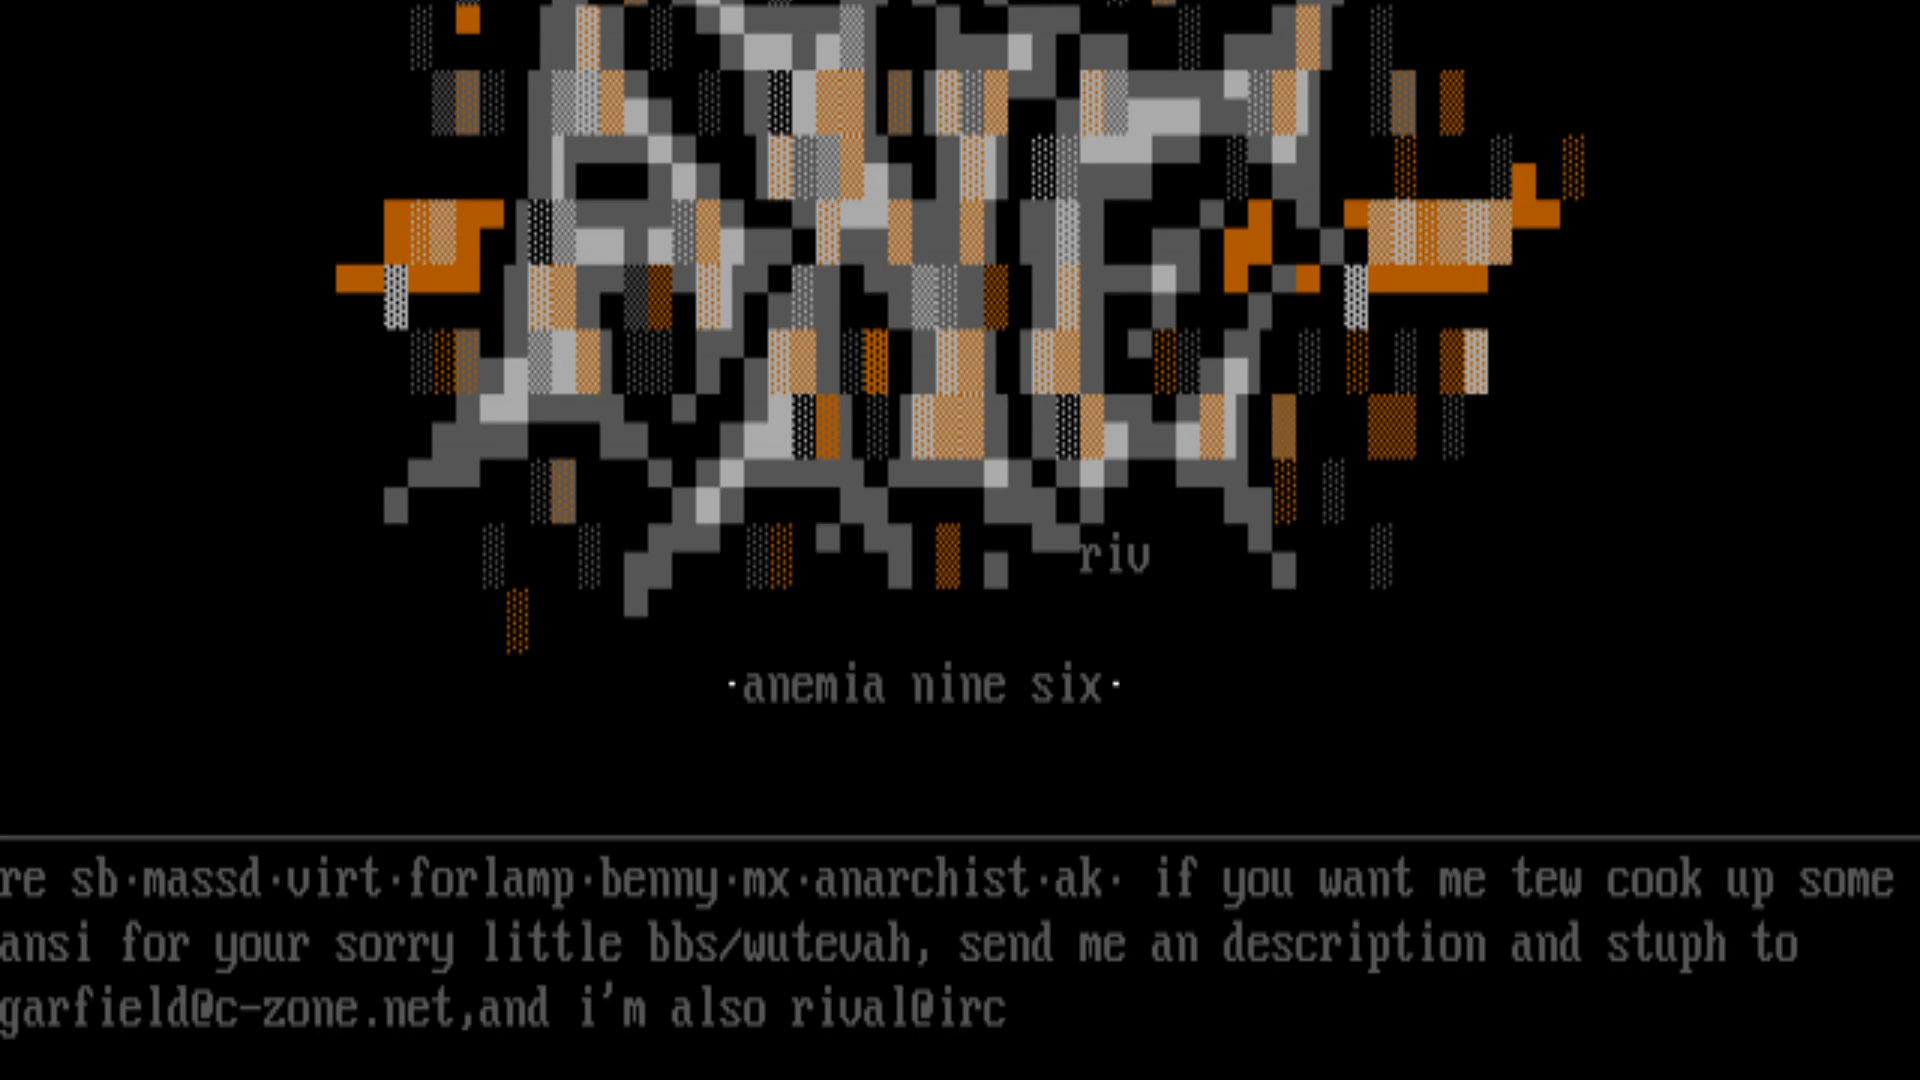 riv
·anemia nine six·
re sb·massd·virt·forlamp·benny·mx·anarchist·ak· if you want me tew cook up some
ansi for your sorry little bbs/wutevah, send me an description and stuph to
garfield@c-zone.net,and i'm also rival@irc